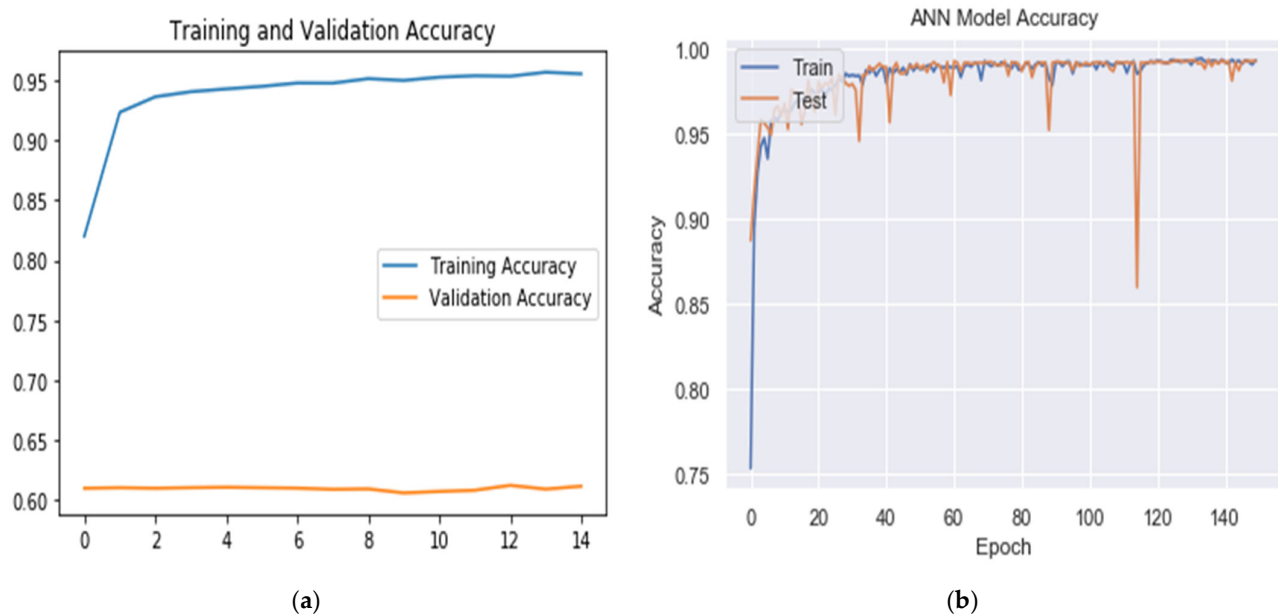 Training and Validation Accuracy
0.95
0.90
0.85
0.80
0.75
0.70
0.65
0.60
Training Accuracy
Validation Accuracy
0 2 4 6 8 10 12 14
(a)
ANN Model Accuracy
Accuracy
1.00
0.95
0.90
0.85
0.80
0.75
Train
Test
0 20 40 60 80 100 120 140
Epoch
(b)